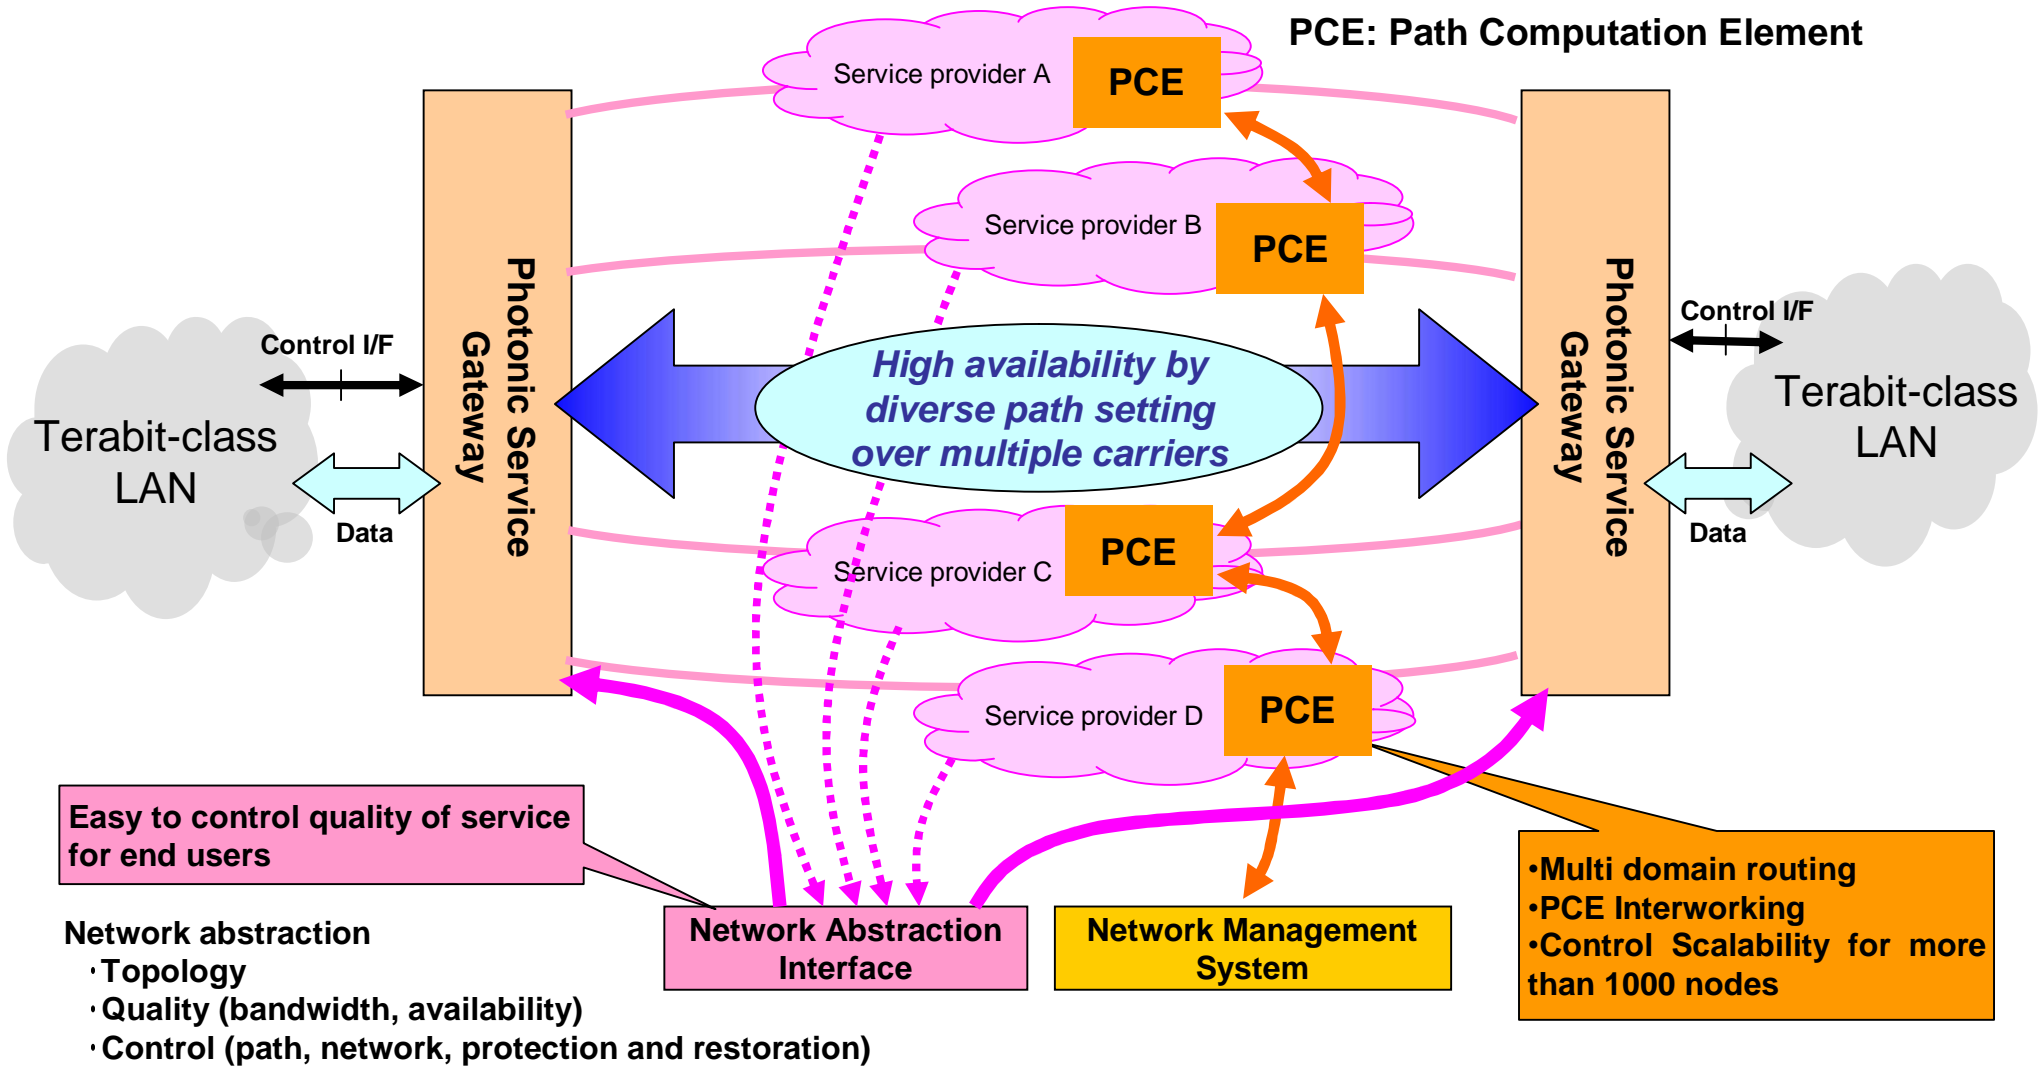 PCE: Path Computation Element
Service provider A
PCE
Service provider B
PCE
Photonic Service
Gateway
Photonic Service
Gateway
Control I/F
Control I/F
High availability by
diverse path setting
over multiple carriers
Terabit-class
LAN
Terabit-class
LAN
Data
Data
Service provider C
PCE
Service provider D
PCE
Easy to control quality of service
for end users
•Multi domain routing
•PCE Interworking
•Control Scalability for more
than 1000 nodes
Network Abstraction
Interface
Network Management
System
Network abstraction
・Topology
・Quality (bandwidth, availability)
・Control (path, network, protection and restoration)